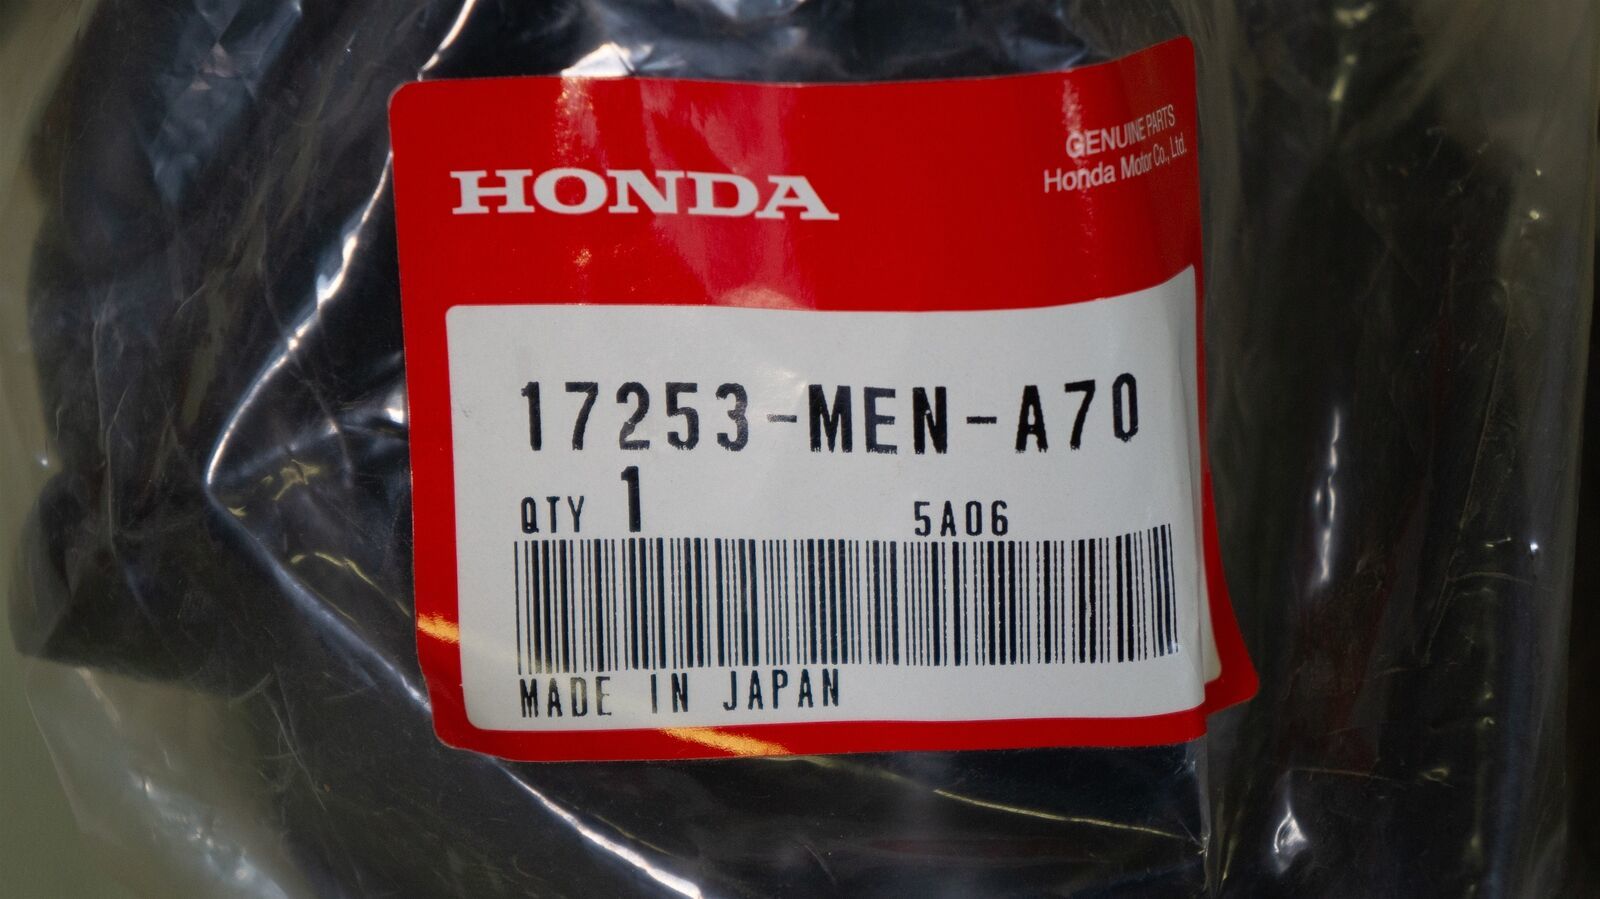 HONDA
GENUINE PARTS
Honda Motor Co., Ltd.
17253-MEN-A70
QTY 1 5A06
MADE IN JAPAN